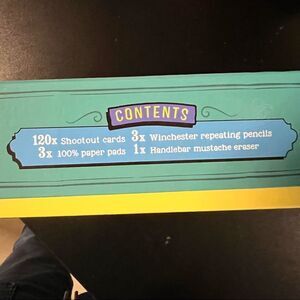 CONTENTS
120x Shootout cards 3x Winchester repeating pencils
3x 100% paper pads 1x Handlebar mustache eraser